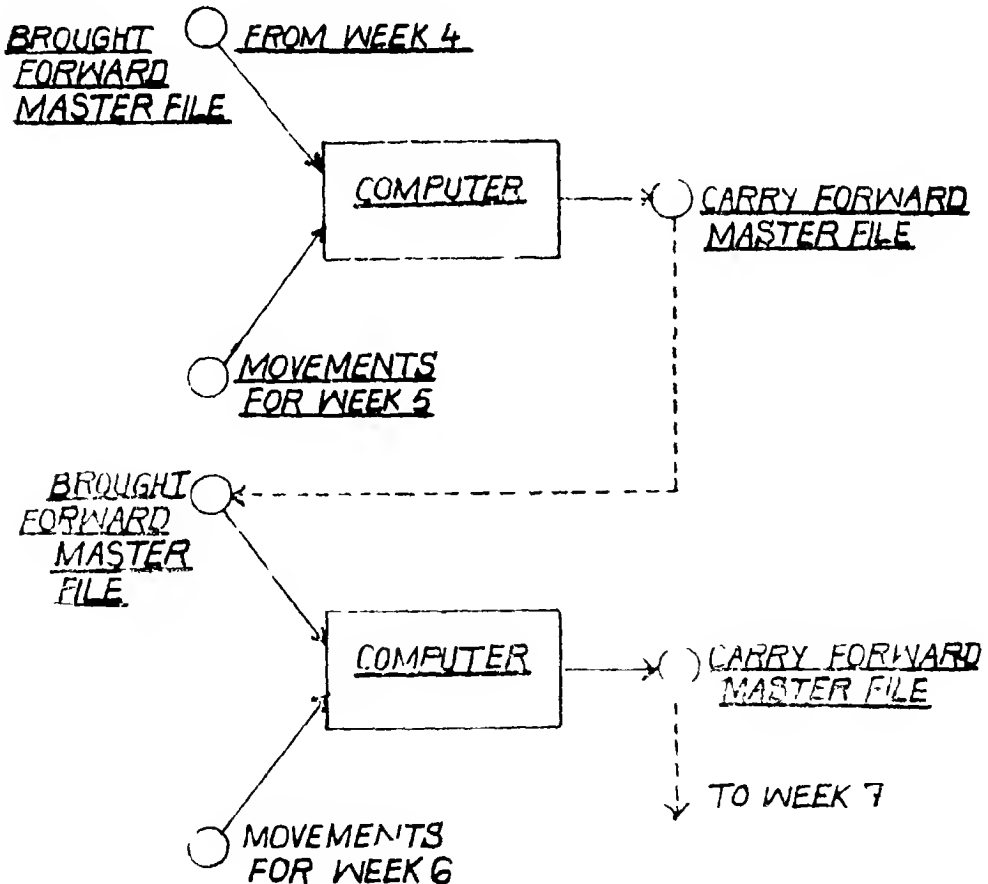 BROUGHT
FORWARD
MASTER FILE
FROM WEEK 4
COMPUTER
CARRY FORWARD
MASTER FILE
MOVEMENTS
FOR WEEK 5
BROUGHT
FORWARD
MASTER
FILE
COMPUTER
CARRY FORWARD
MASTER FILE
TO WEEK 7
MOVEMENTS
FOR WEEK 6